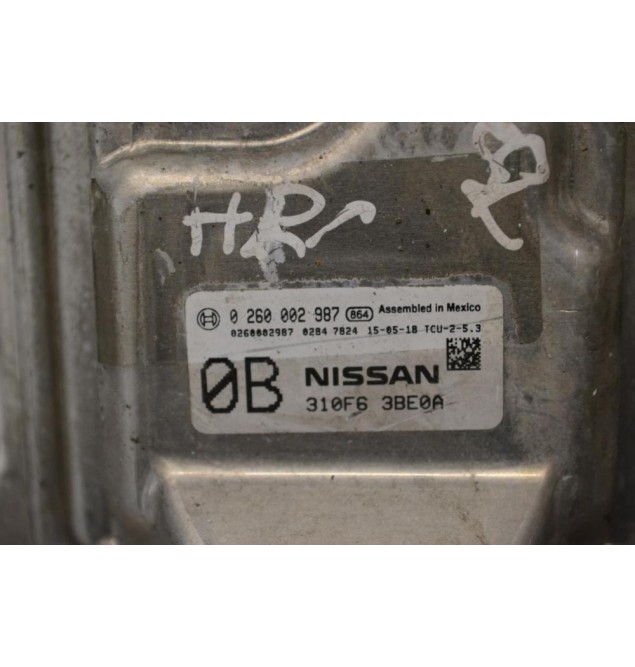 HR
2
0 260 002 987 864 Assembled in Mexico
0260002987 0284 7824 15-05-18 TCU-2-5.3
0B NISSAN
310F6 3BE0A